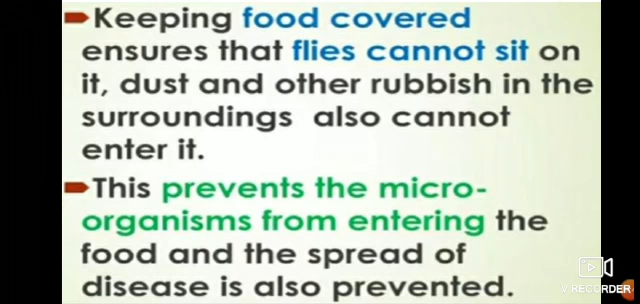 Keeping food covered
ensures that flies cannot sit on
it, dust and other rubbish in the
surroundings also cannot
enter it.
This prevents the micro-
organisms from entering the
food and the spread of
disease is also prevented.
V RECORDER